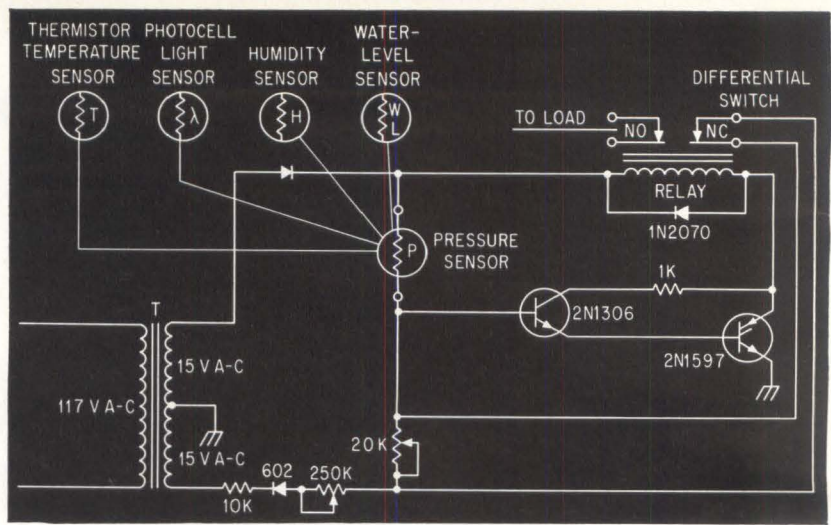 THERMISTOR
TEMPERATURE
SENSOR
PHOTOCELL
LIGHT
SENSOR
HUMIDITY
SENSOR
WATER-
LEVEL
SENSOR
DIFFERENTIAL
SWITCH
T
λ
H
W
L
TO LOAD
NO
NC
RELAY
1N2070
P
PRESSURE
SENSOR
1K
2N1306
2N1597
T
15 V A-C
117 V A-C
15 V A-C
20K
602
250K
10K